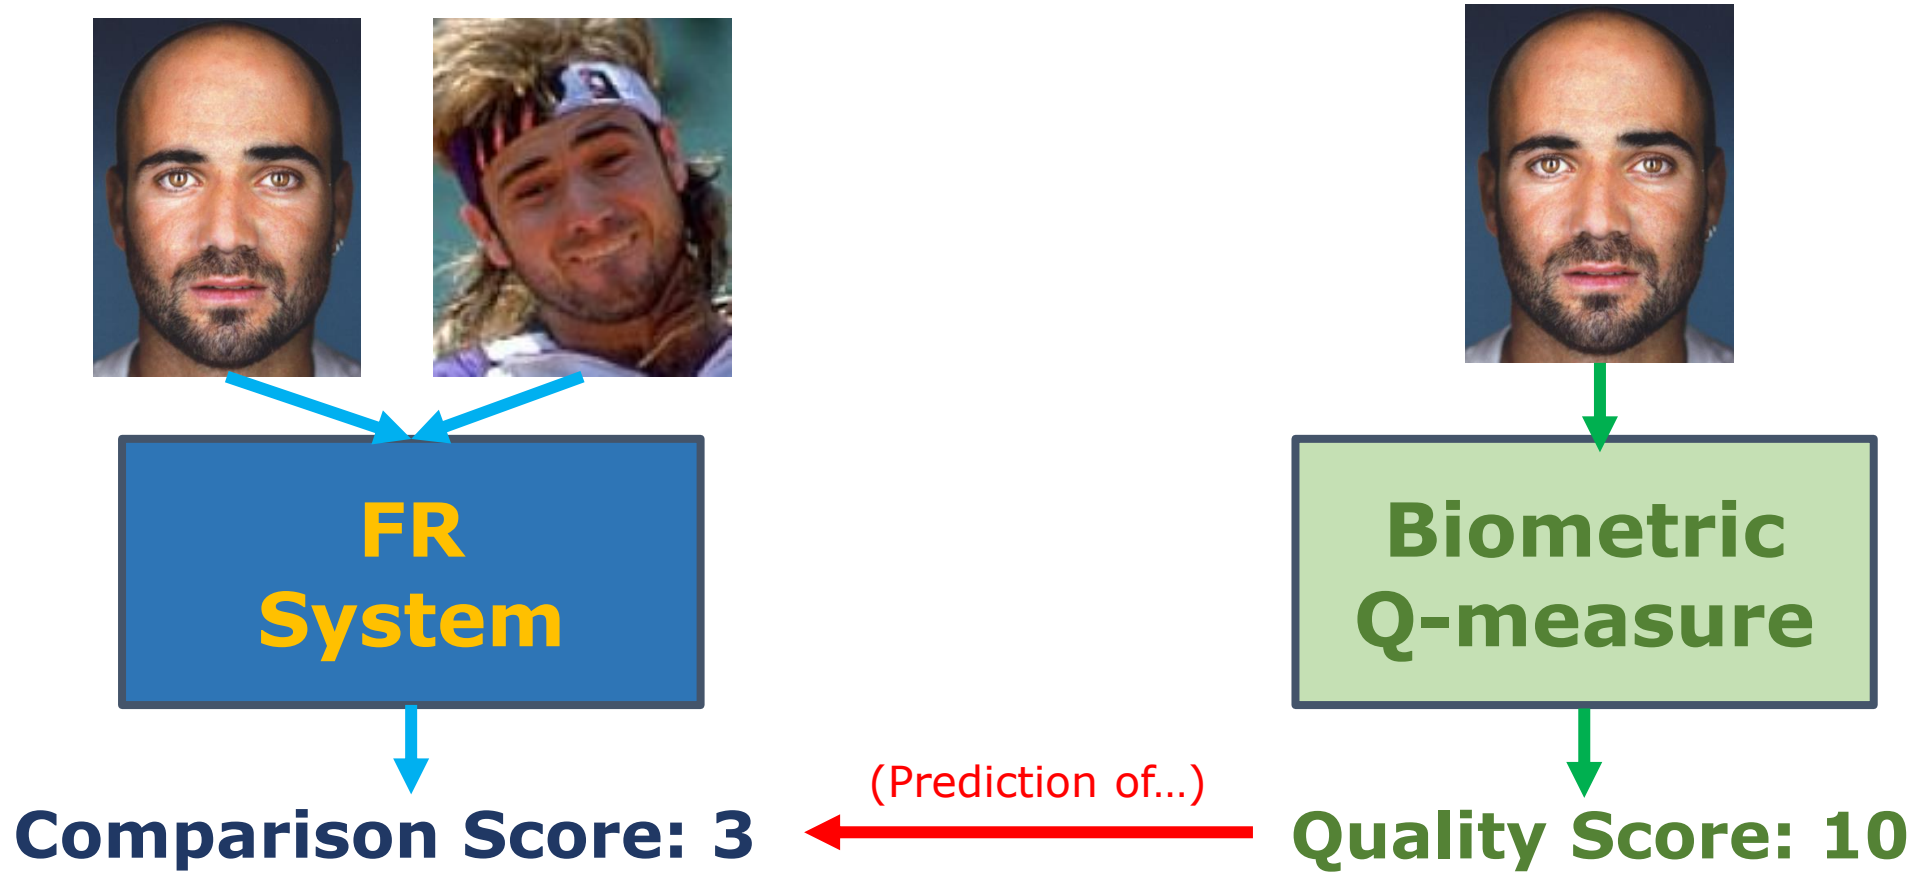 FR
System
Biometric
Q-measure
(Prediction of...)
Comparison Score: 3
Quality Score: 10